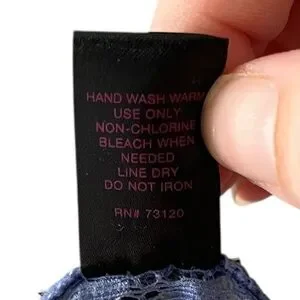 HAND WASH WARM
USE ONLY
NON-CHLORINE
BLEACH WHEN
NEEDED
LINE DRY
DO NOT IRON
RN# 73120